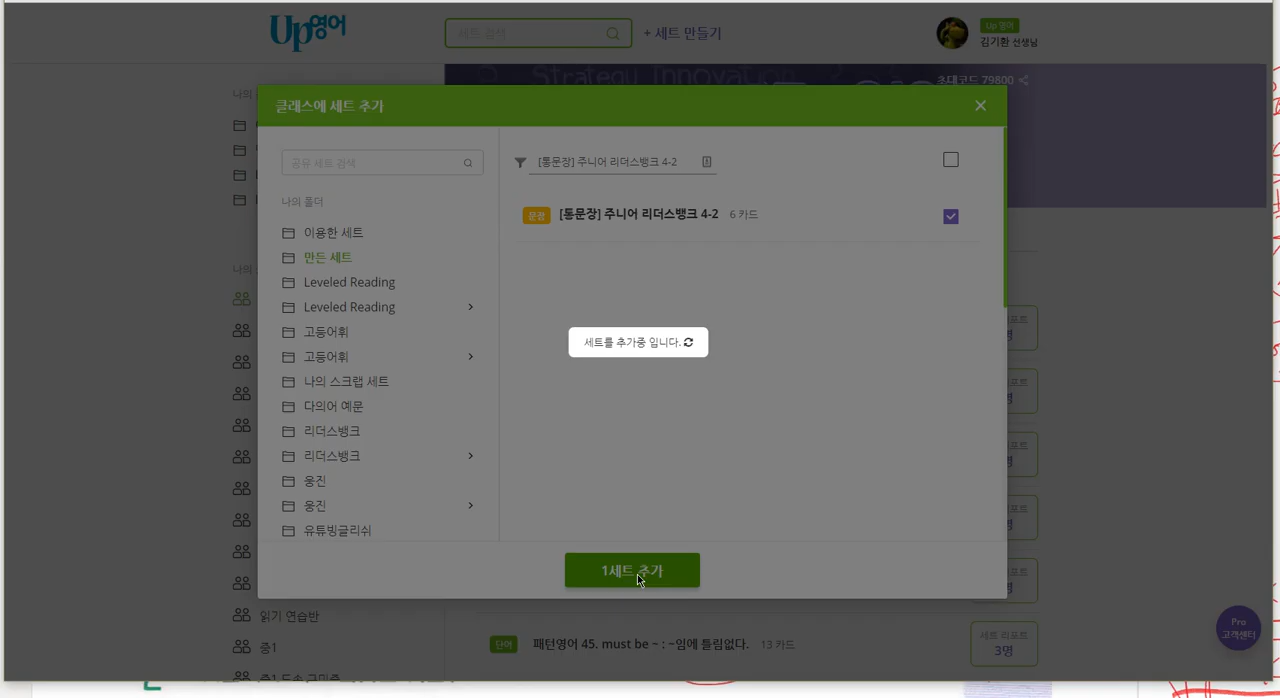 Up영어
세트 검색
+ 세트 만들기
Up 영어
김기환 선생님
Strategy Innovation
초대코드 79800
나의
클래스에 세트 추가
공유 세트 검색
나의 폴더
이용한 세트
만든 세트
Leveled Reading
Leveled Reading
고등어휘
고등어휘
나의 스크랩 세트
다의어 예문
리더스뱅크
리더스뱅크
웅진
웅진
유튜빙글리쉬
[통문장] 주니어 리더스뱅크 4-2
문장 [통문장] 주니어 리더스뱅크 4-2 6 카드
세트를 추가중 입니다.
1세트 추가
나의
읽기 연습반
중1
단어 패턴영어 45. must be ~ : ~임에 틀림없다. 13 카드
세트 리포트
3명
Pro
고객센터